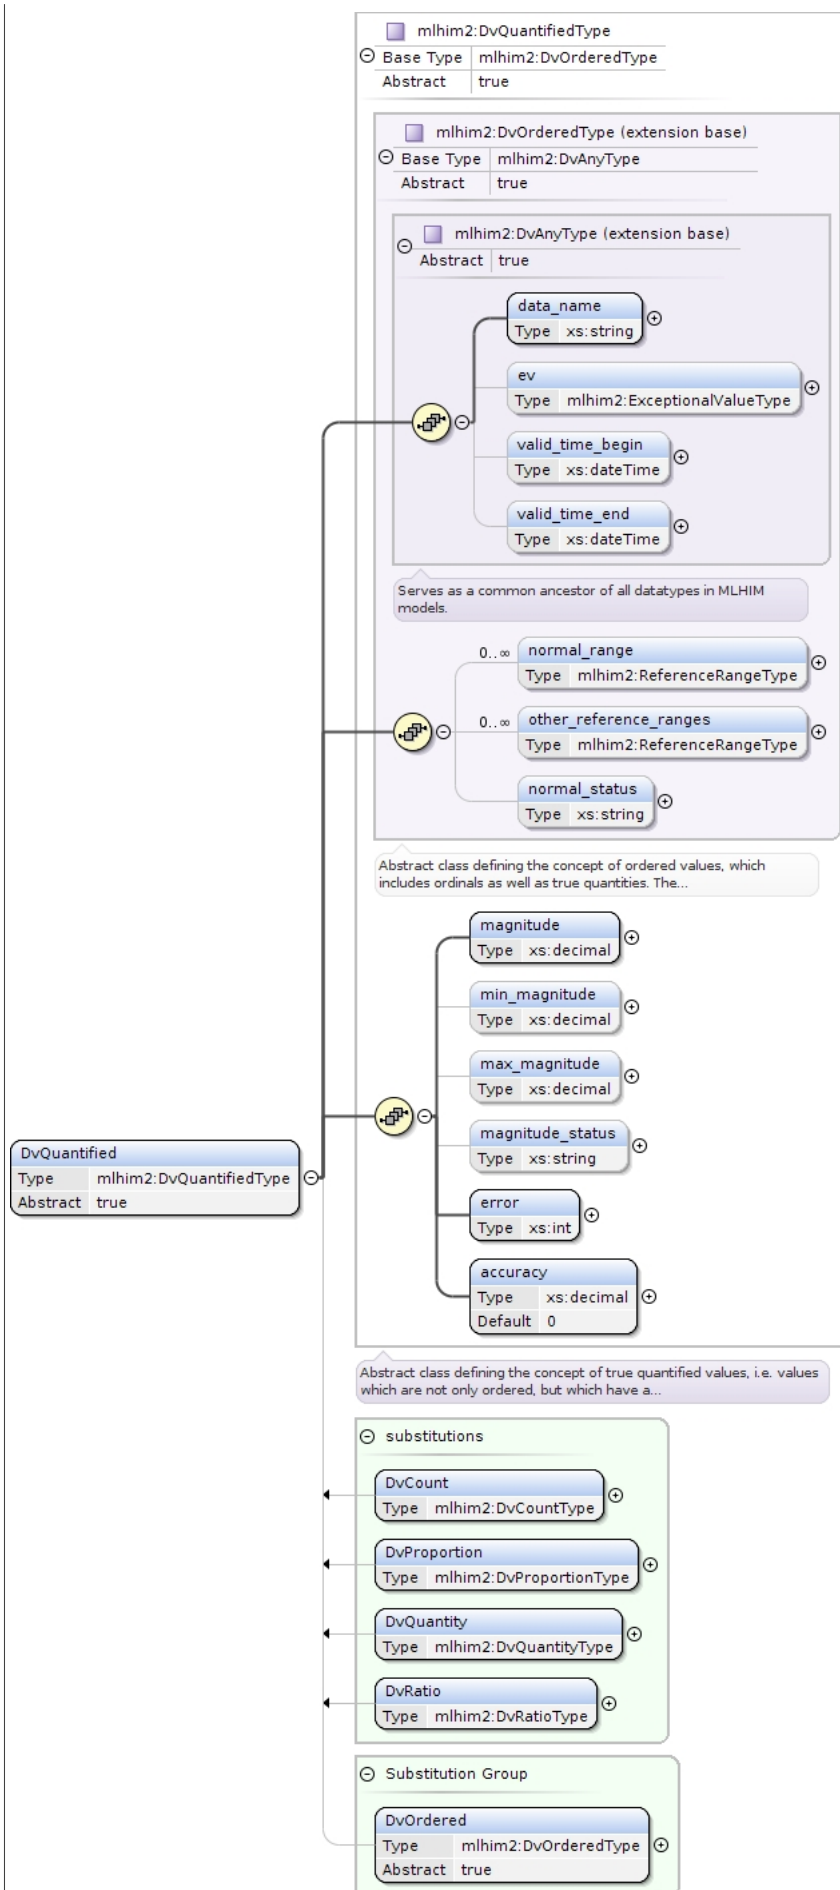 mlhim2:DvQuantifiedType
Base Type mlhim2:DvOrderedType
Abstract true
mlhim2:DvOrderedType (extension base)
Base Type mlhim2:DvAnyType
Abstract true
mlhim2:DvAnyType (extension base)
Abstract true
data_name
Type xs:string
ev
Type mlhim2:ExceptionalValueType
valid_time_begin
Type xs:dateTime
valid_time_end
Type xs:dateTime
Serves as a common ancestor of all datatypes in MLHIM
models.
0..∞ normal_range
Type mlhim2:ReferenceRangeType
0..∞ other_reference_ranges
Type mlhim2:ReferenceRangeType
normal_status
Type xs:string
Abstract class defining the concept of ordered values, which
includes ordinals as well as true quantities. The...
magnitude
Type xs:decimal
min_magnitude
Type xs:decimal
max_magnitude
Type xs:decimal
magnitude_status
Type xs:string
DvQuantified
Type mlhim2:DvQuantifiedType
Abstract true
error
Type xs:int
accuracy
Type xs:decimal
Default 0
Abstract class defining the concept of true quantified values, i.e. values
which are not only ordered, but which have a...
substitutions
DvCount
Type mlhim2:DvCountType
DvProportion
Type mlhim2:DvProportionType
DvQuantity
Type mlhim2:DvQuantityType
DvRatio
Type mlhim2:DvRatioType
Substitution Group
DvOrdered
Type mlhim2:DvOrderedType
Abstract true